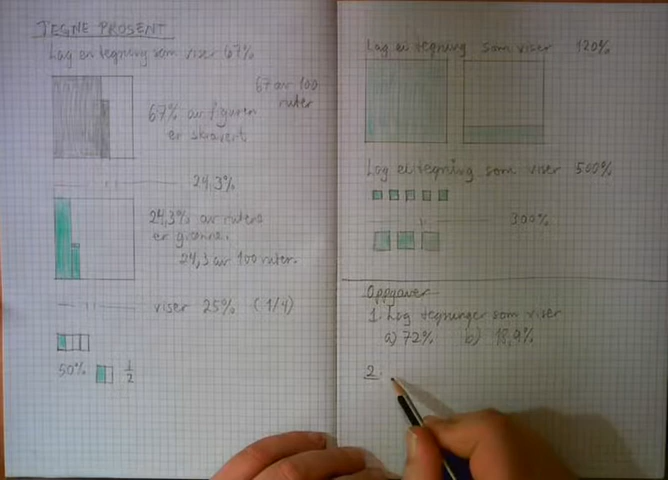 TEGNE PROSENT
Lag en tegning som viser 67%
67 av 100
ruter
67% av figuren
er skravert
24,3%
24,3% av rutene
er grønne.
24,3 av 100 ruter.
viser 25% (1/4)
50% 1/2
Lag ei tegning som viser 120%
Lag ei tegning som viser 500%
300%
Oppgaver
1. Lag tegninger som viser
a) 72% b) 18,9%
2.